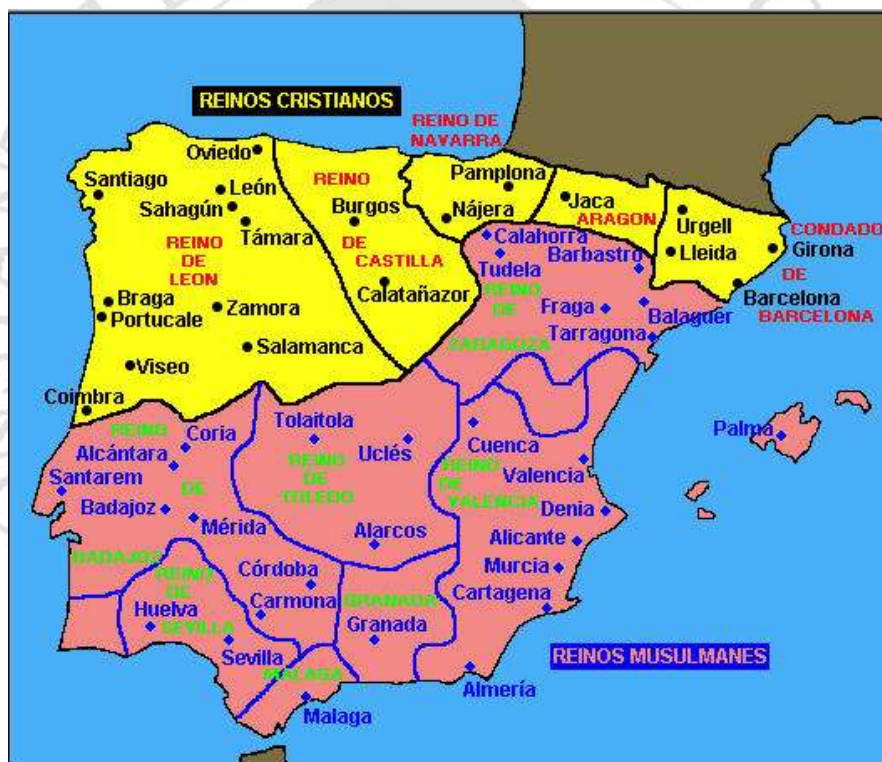 REINOS CRISTIANOS
REINO DE
NAVARRA
Oviedo
Pamplona
Santiago
León
REINO
Jaca
Sahagún
Burgos
Nájera
ARAGON
Urgell
Támara
CONDADO
REINO
DE
LEON
DE
CASTILLA
Calahorra
Lleida
Girona
Tudela
Barbastro
DE
Calatañazor
REINO
DE
Braga
Zamora
Fraga
Balaguer
Barcelona
BARCELONA
Portucale
Tarragona
Salamanca
ZARAGOZA
Viseo
Coimbra
REINO
Coria
Tolaitola
Cuenca
Palma
Alcántara
REINO
DE
TOLEDO
Uclés
REINO
DE
VALENCIA
Valencia
Santarem
DE
Badajoz
Denia
Mérida
Alarcos
Alicante
BADAJOZ
REINO
DE
SEVILLA
Córdoba
Murcia
Huelva
Carmona
GRANADA
Cartagena
Granada
Sevilla
REINOS MUSULMANES
MALAGA
Almería
Malaga